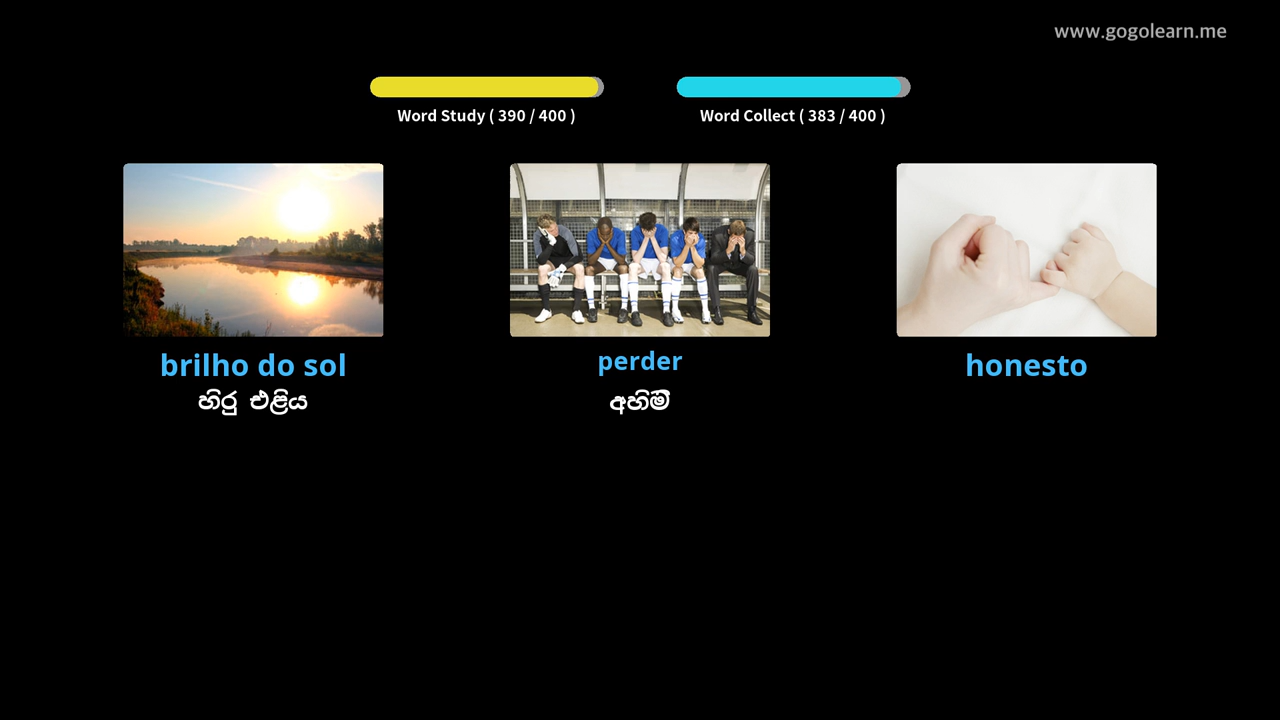 www.gogolearn.me
Word Study ( 390 / 400 )
Word Collect ( 383 / 400 )
brilho do sol
perder
honesto
හිරු එළිය
අහිමි